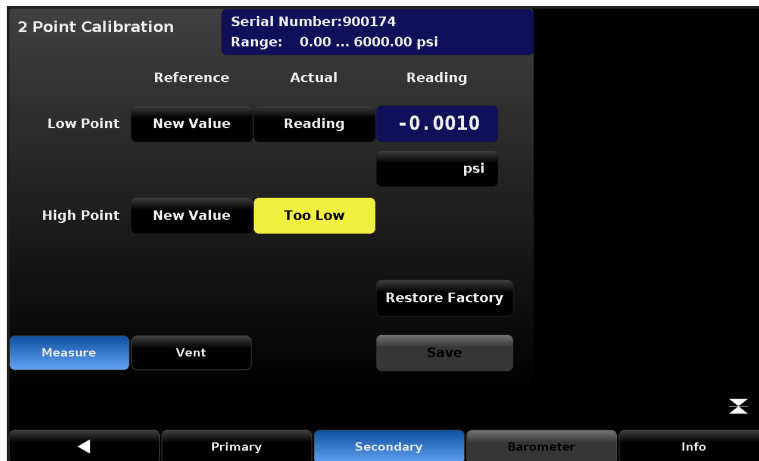 2 Point Calibration
Serial Number:900174
Range: 0.00 ... 6000.00 psi
Reference Actual Reading
Low Point New Value Reading -0.0010
psi
High Point New Value Too Low
Restore Factory
Measure Vent Save
Primary Secondary Barometer Info